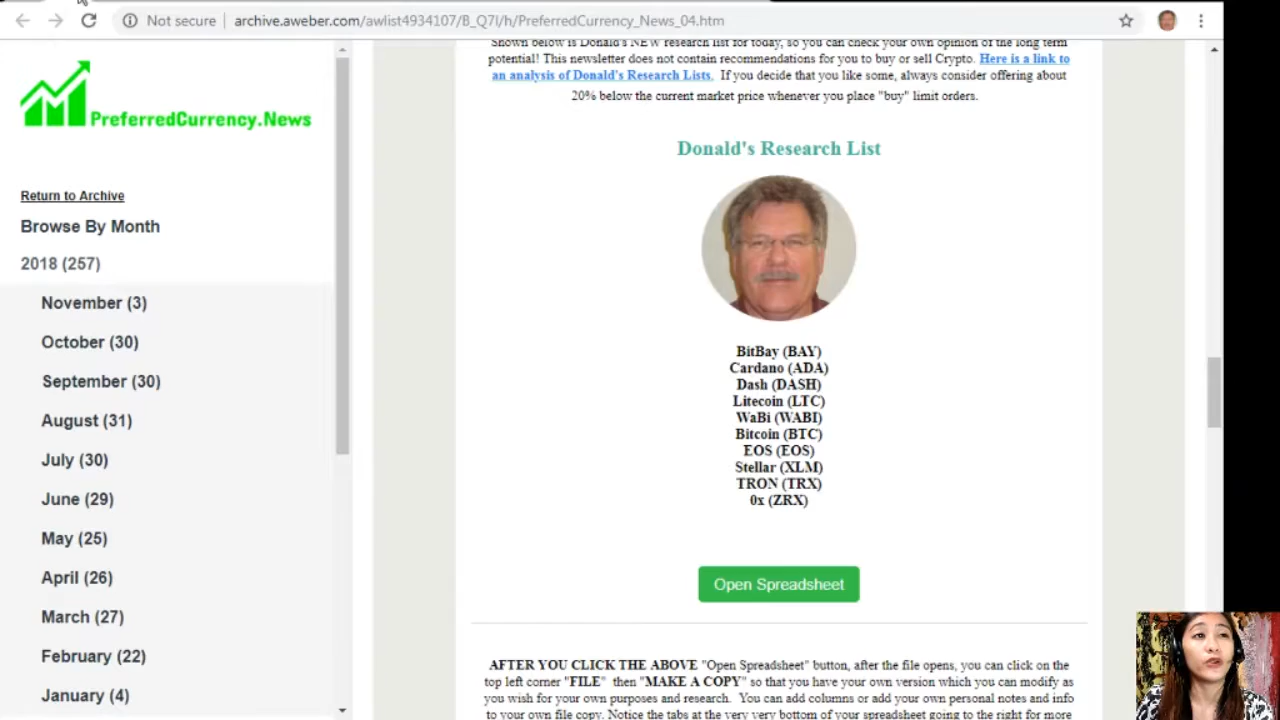 Not secure
archive.aweber.com/awlist4934107/B_Q7l/h/PreferredCurrency_News_04.htm
PreferredCurrency.News
Return to Archive
Browse By Month
2018 (257)
November (3)
October (30)
September (30)
August (31)
July (30)
June (29)
May (25)
April (26)
March (27)
February (22)
January (4)
Shown below is Donald's NEW research list for today, so you can check your own opinion of the long term
potential! This newsletter does not contain recommendations for you to buy or sell Crypto. Here is a link to
an analysis of Donald's Research Lists. If you decide that you like some, always consider offering about
20% below the current market price whenever you place "buy" limit orders.
Donald's Research List
BitBay (BAY)
Cardano (ADA)
Dash (DASH)
Litecoin (LTC)
WaBi (WABI)
Bitcoin (BTC)
EOS (EOS)
Stellar (XLM)
TRON (TRX)
0x (ZRX)
Open Spreadsheet
AFTER YOU CLICK THE ABOVE "Open Spreadsheet" button, after the file opens, you can click on the
top left corner "FILE" then "MAKE A COPY" so that you have your own version which you can modify as
you wish for your own purposes and research. You can add columns or add your own personal notes and info
to your own file copy. Notice the tabs at the very very bottom of your spreadsheet going to the right for more